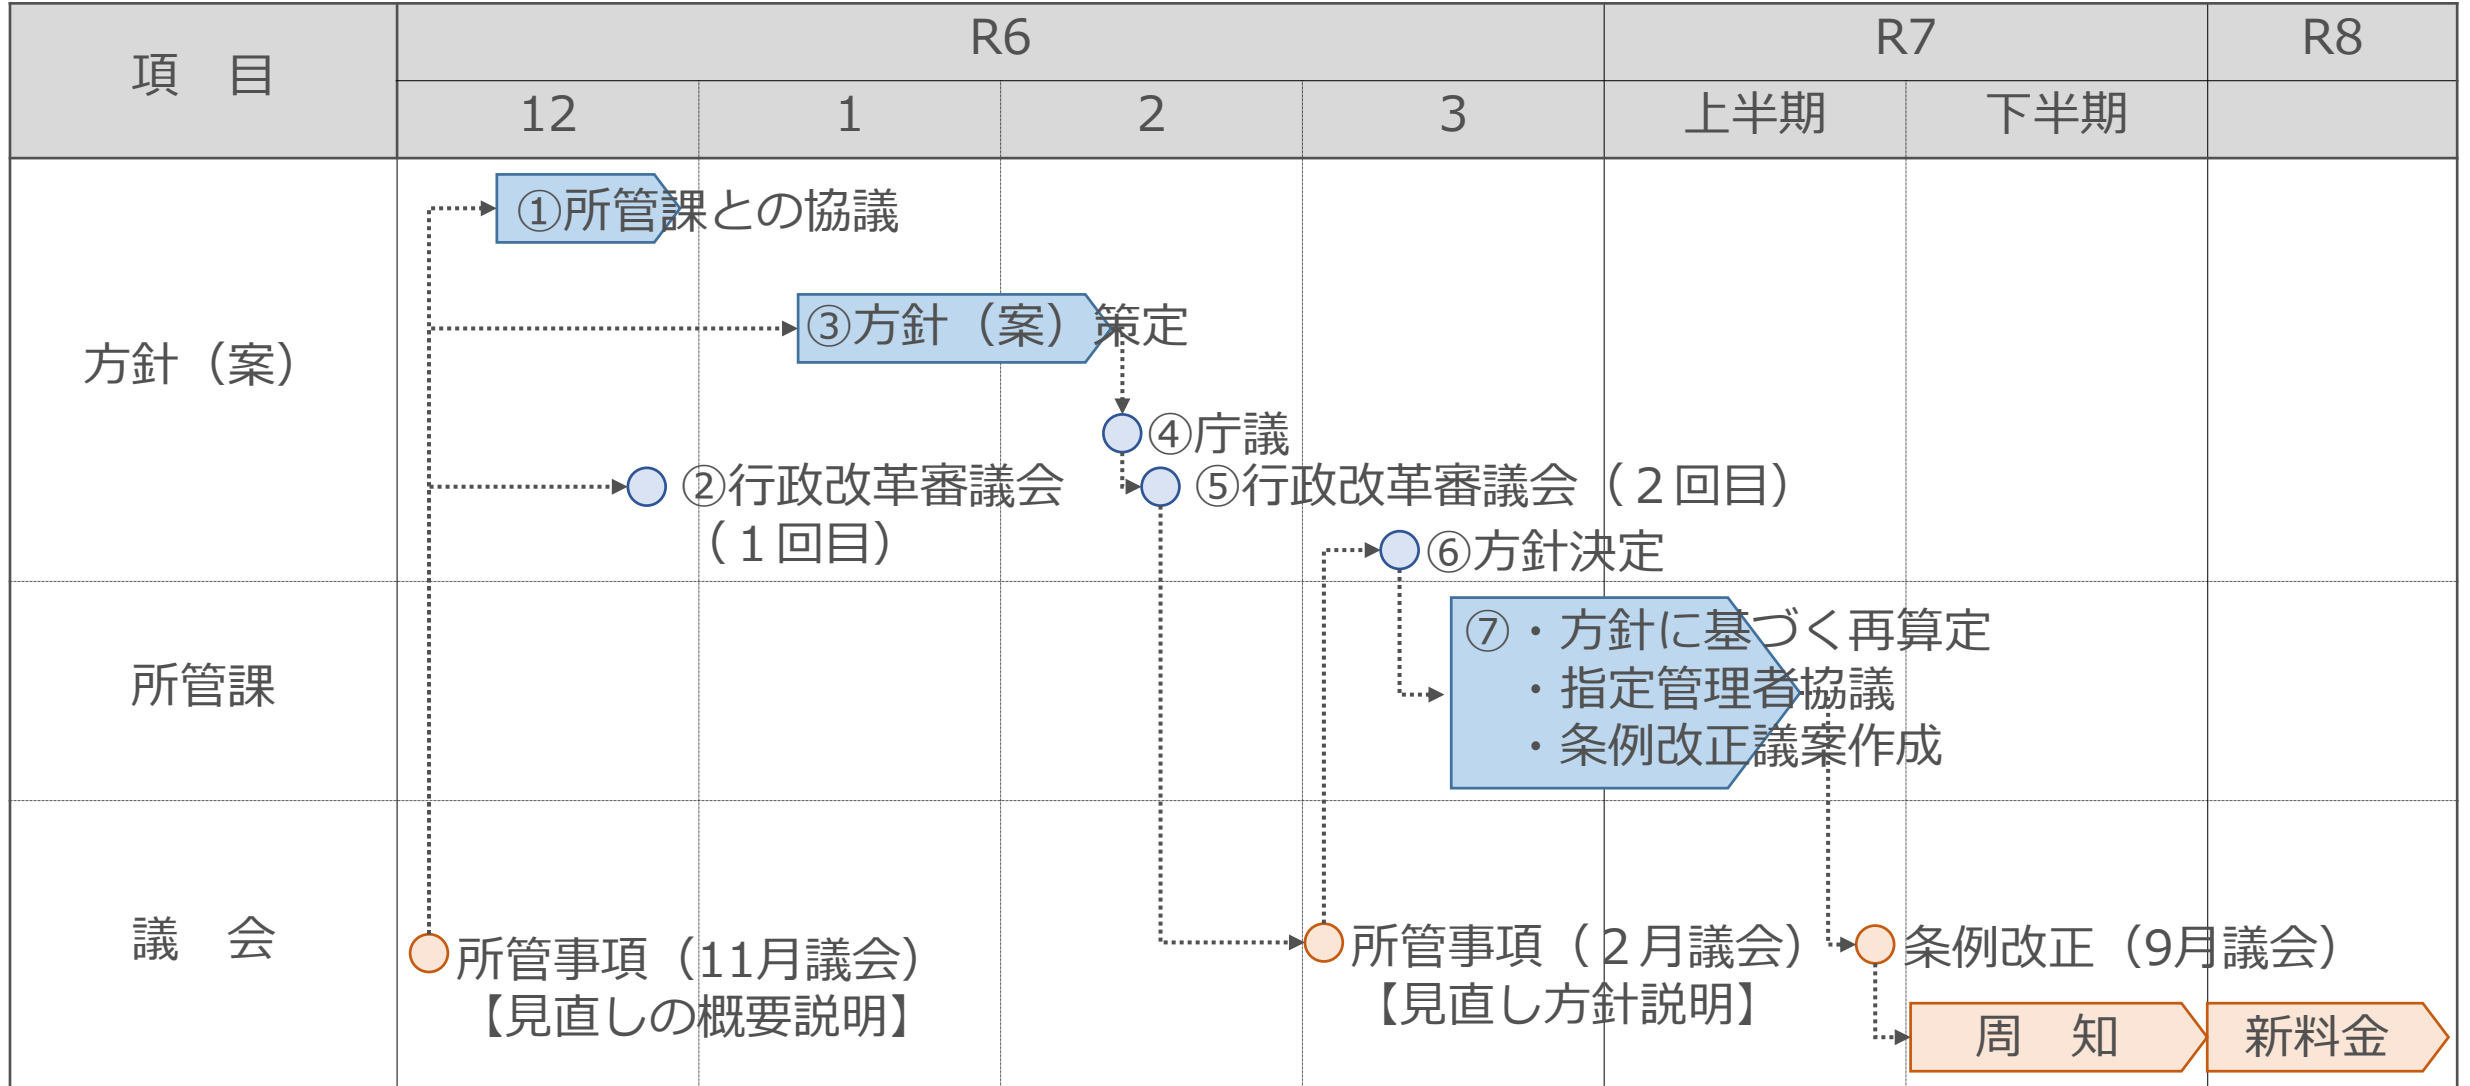 項　目
R6
R7
R8
12
1
2
3
上半期
下半期
方針（案）
①所管課との協議
③方針（案）策定
④庁議
②行政改革審議会
（１回目）
⑤行政改革審議会（２回目）
⑥方針決定
所管課
⑦・方針に基づく再算定
・指定管理者協議
・条例改正議案作成
議　会
所管事項（11月議会）
【見直しの概要説明】
所管事項（２月議会）
【見直し方針説明】
条例改正（9月議会）
周　知
新料金